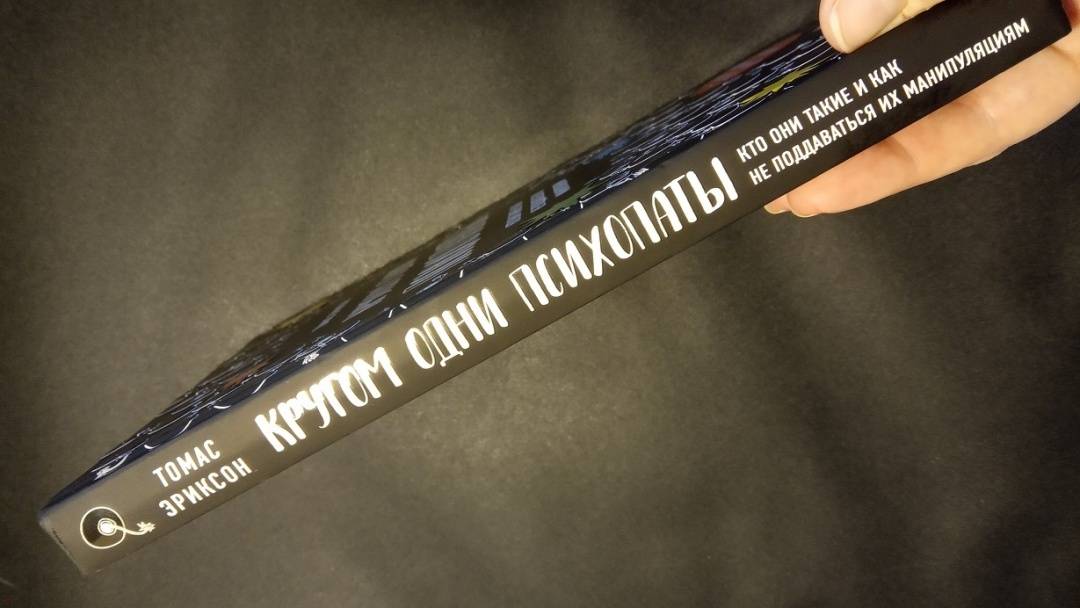 ТОМАС
ЭРИКСОН
КРУГОМ ОДНИ ПСИХОПАТЫ
КТО ОНИ ТАКИЕ И КАК
НЕ ПОДДАВАТЬСЯ ИХ МАНИПУЛЯЦИЯМ